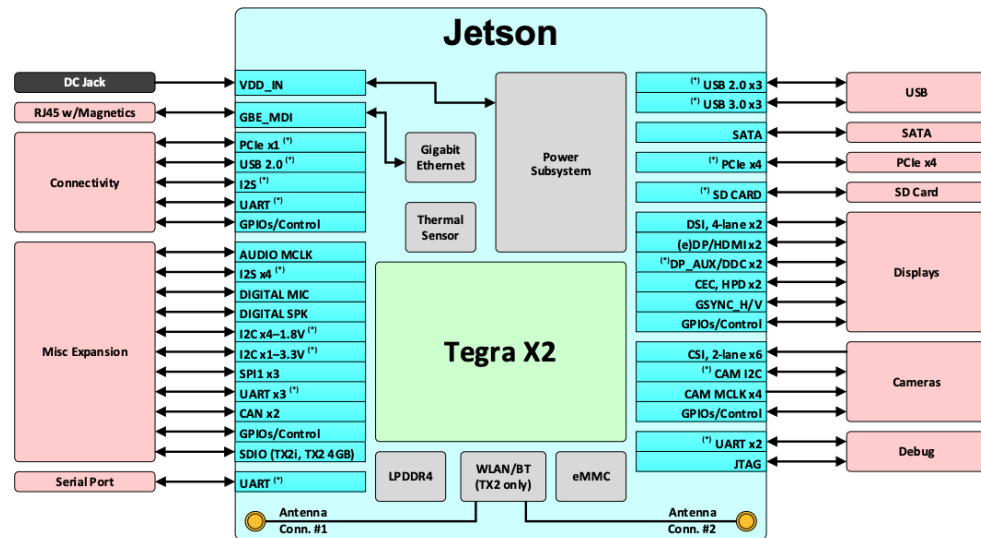 Jetson
DC Jack
VDD_IN
RJ45 w/Magnetics
GBE_MDI
Connectivity
PCIe x1 (*)
USB 2.0 (*)
I2S (*)
UART (*)
GPIOs/Control
Misc Expansion
AUDIO MCLK
I2S x4 (*)
DIGITAL MIC
DIGITAL SPK
I2C x4–1.8V (*)
I2C x1–3.3V (*)
SPI1 x3
UART x3 (*)
CAN x2
GPIOs/Control
SDIO (TX2i, TX2 4GB)
Serial Port
UART (*)
Gigabit
Ethernet
Thermal
Sensor
Power
Subsystem
Tegra X2
LPDDR4
WLAN/BT
(TX2 only)
eMMC
Antenna
Conn. #1
Antenna
Conn. #2
(*) USB 2.0 x3
(*) USB 3.0 x3
USB
SATA
SATA
(*) PCIe x4
PCIe x4
(*) SD CARD
SD Card
DSI, 4-lane x2
(e)DP/HDMI x2
(*)DP_AUX/DDC x2
CEC, HPD x2
GSYNC_H/V
GPIOs/Control
Displays
CSI, 2-lane x6
(*) CAM I2C
CAM MCLK x4
GPIOs/Control
Cameras
(*) UART x2
JTAG
Debug